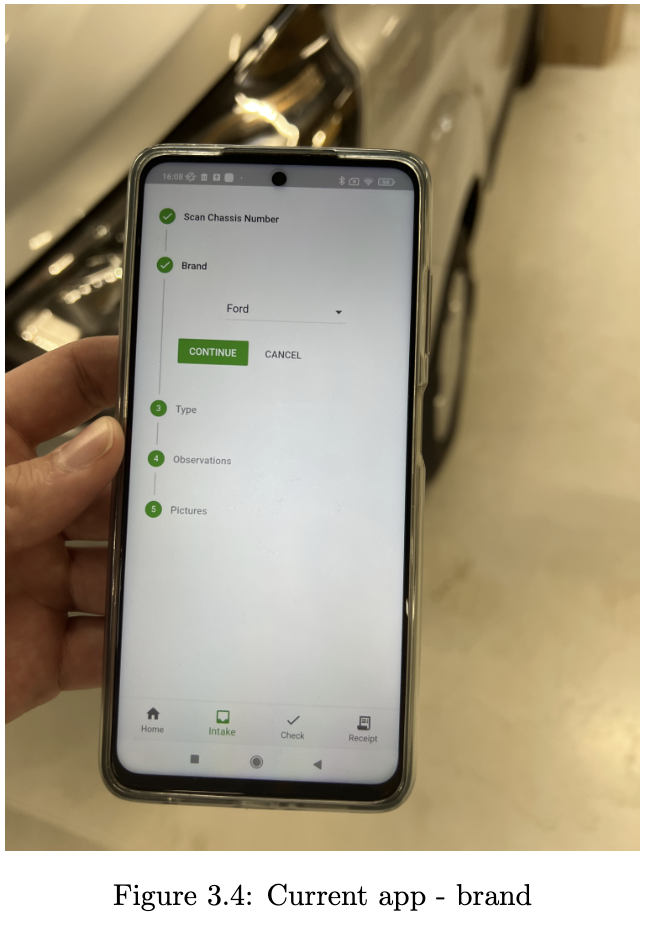 16:08
Scan Chassis Number
Brand
Ford
CONTINUE CANCEL
3 Type
4 Observations
5 Pictures
Home Intake Check Receipt
Figure 3.4: Current app - brand